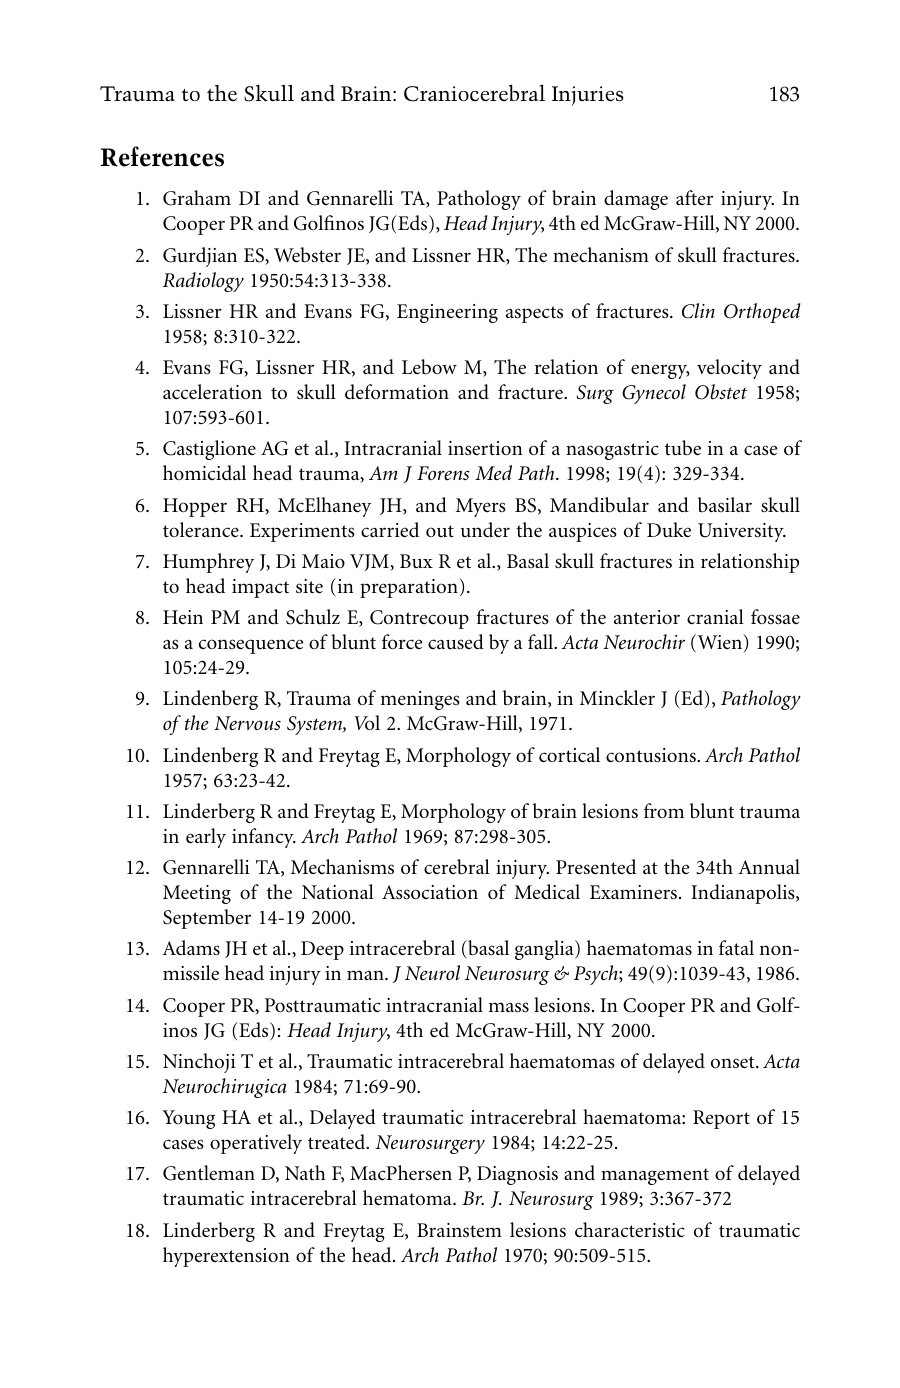 Trauma to the Skull and Brain: Craniocerebral Injuries 183
References
1. Graham DI and Gennarelli TA, Pathology of brain damage after injury. In
Cooper PR and Golfinos JG(Eds), Head Injury, 4th ed McGraw-Hill, NY 2000.
2. Gurdjian ES, Webster JE, and Lissner HR, The mechanism of skull fractures.
Radiology 1950:54:313-338.
3. Lissner HR and Evans FG, Engineering aspects of fractures. Clin Orthoped
1958; 8:310-322.
4. Evans FG, Lissner HR, and Lebow M, The relation of energy, velocity and
acceleration to skull deformation and fracture. Surg Gynecol Obstet 1958;
107:593-601.
5. Castiglione AG et al., Intracranial insertion of a nasogastric tube in a case of
homicidal head trauma, Am J Forens Med Path. 1998; 19(4): 329-334.
6. Hopper RH, McElhaney JH, and Myers BS, Mandibular and basilar skull
tolerance. Experiments carried out under the auspices of Duke University.
7. Humphrey J, Di Maio VJM, Bux R et al., Basal skull fractures in relationship
to head impact site (in preparation).
8. Hein PM and Schulz E, Contrecoup fractures of the anterior cranial fossae
as a consequence of blunt force caused by a fall. Acta Neurochir (Wien) 1990;
105:24-29.
9. Lindenberg R, Trauma of meninges and brain, in Minckler J (Ed), Pathology
of the Nervous System, Vol 2. McGraw-Hill, 1971.
10. Lindenberg R and Freytag E, Morphology of cortical contusions. Arch Pathol
1957; 63:23-42.
11. Linderberg R and Freytag E, Morphology of brain lesions from blunt trauma
in early infancy. Arch Pathol 1969; 87:298-305.
12. Gennarelli TA, Mechanisms of cerebral injury. Presented at the 34th Annual
Meeting of the National Association of Medical Examiners. Indianapolis,
September 14-19 2000.
13. Adams JH et al., Deep intracerebral (basal ganglia) haematomas in fatal non-
missile head injury in man. J Neurol Neurosurg & Psych; 49(9):1039-43, 1986.
14. Cooper PR, Posttraumatic intracranial mass lesions. In Cooper PR and Golf-
inos JG (Eds): Head Injury, 4th ed McGraw-Hill, NY 2000.
15. Ninchoji T et al., Traumatic intracerebral haematomas of delayed onset. Acta
Neurochirugica 1984; 71:69-90.
16. Young HA et al., Delayed traumatic intracerebral haematoma: Report of 15
cases operatively treated. Neurosurgery 1984; 14:22-25.
17. Gentleman D, Nath F, MacPhersen P, Diagnosis and management of delayed
traumatic intracerebral hematoma. Br. J. Neurosurg 1989; 3:367-372
18. Linderberg R and Freytag E, Brainstem lesions characteristic of traumatic
hyperextension of the head. Arch Pathol 1970; 90:509-515.